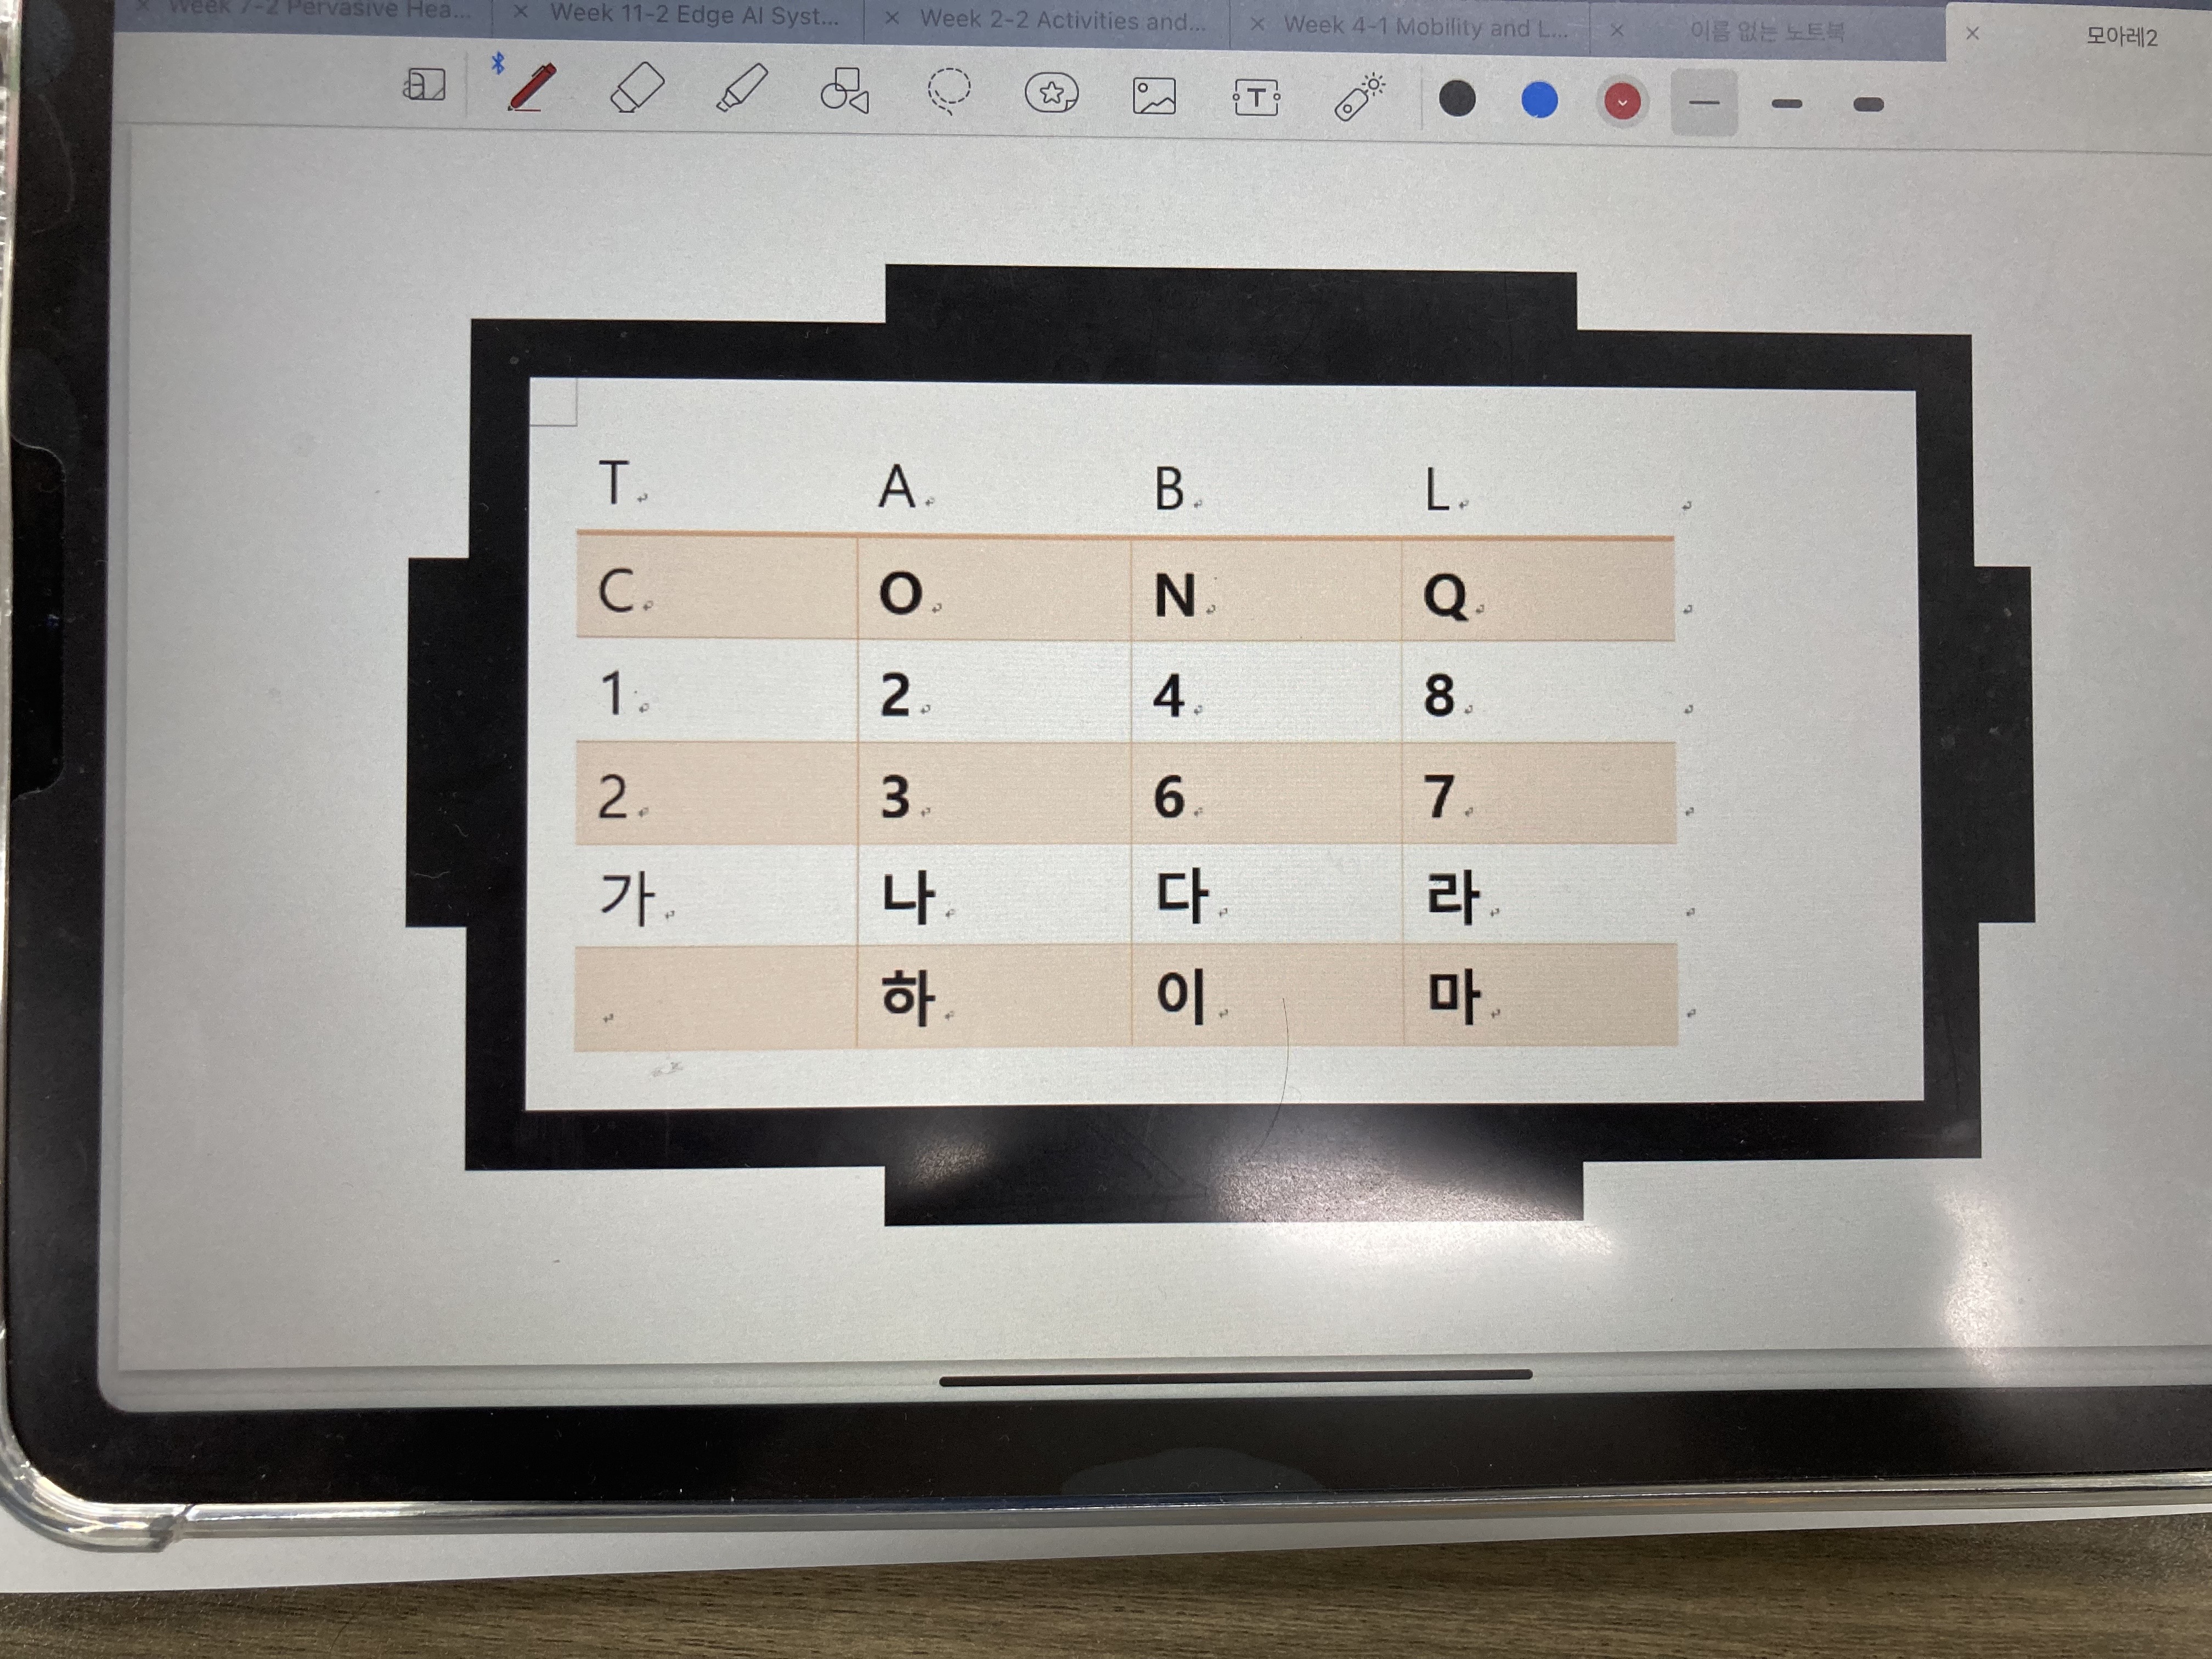 Week 7-2 Pervasive Hea... × Week 11-2 Edge AI Syst... × Week 2-2 Activities and... × Week 4-1 Mobility and L... × 이름 없는 노트북 × 모아레2
T A B L
C O N Q
1 2 4 8
2 3 6 7
가 나 다 라
하 이 마